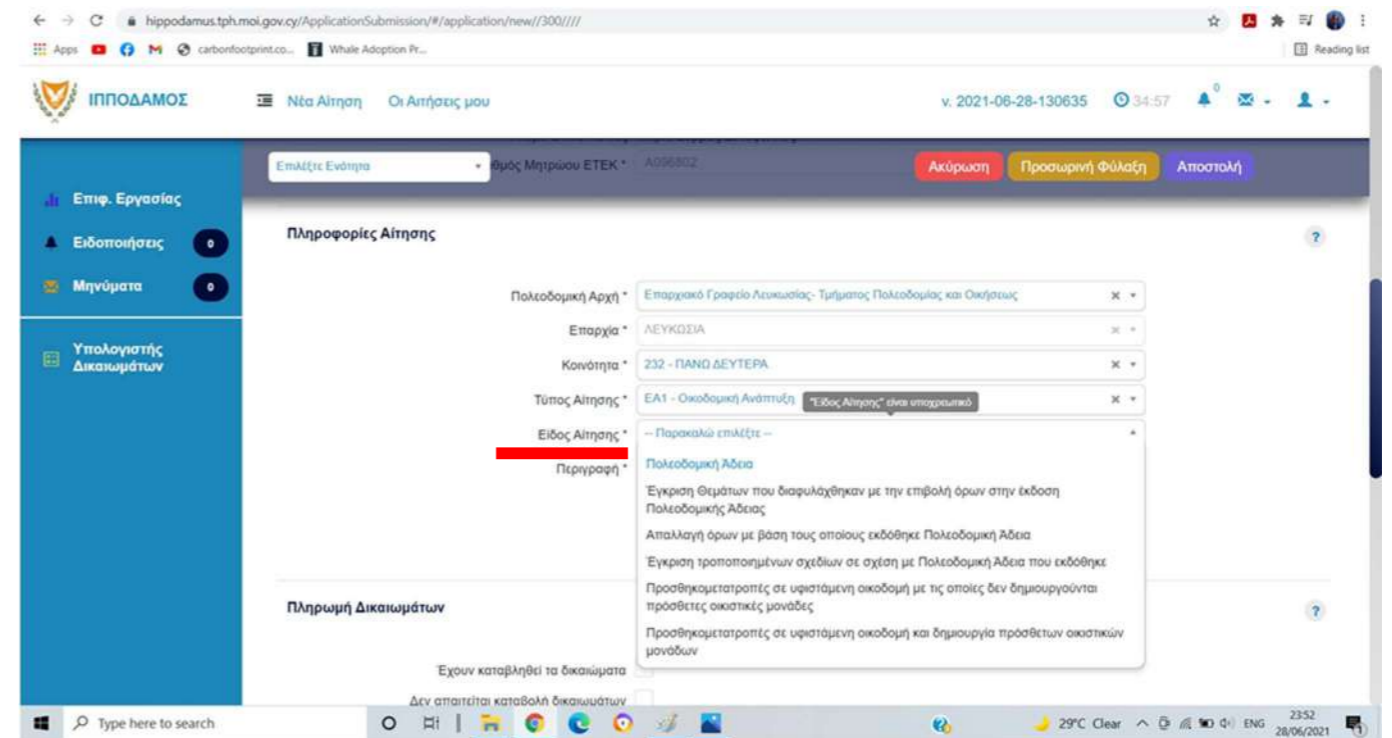 hippodamus.tph.moi.gov.cy/ApplicationSubmission/#/application/new//300////
Apps carbonfootprint.co... Whale Adoption Pr... Reading list
ΙΠΠΟΔΑΜΟΣ Νέα Αίτηση Οι Αιτήσεις μου v. 2021-06-28-130635 34:57 0
Επιλέξτε Ενότητα θμός Μητρώου ΕΤΕΚ * A096802 Ακύρωση Προσωρινή Φύλαξη Αποστολή
Επιφ. Εργασίας
Ειδοποιήσεις 0
Μηνύματα 0
Υπολογιστής
Δικαιωμάτων
Πληροφορίες Αίτησης ?
Πολεοδομική Αρχή * Επαρχιακό Γραφείο Λευκωσίας- Τμήματος Πολεοδομίας και Οικήσεως
Επαρχία * ΛΕΥΚΩΣΙΑ
Κοινότητα * 232 - ΠΑΝΩ ΔΕΥΤΕΡΑ
Τύπος Αίτησης * ΕΑ1 - Οικοδομική Ανάπτυξη "Είδος Αίτησης" είναι υποχρεωτικό
Είδος Αίτησης * -- Παρακαλώ επιλέξτε --
Περιγραφή * Πολεοδομική Άδεια
Έγκριση Θεμάτων που διαφυλάχθηκαν με την επιβολή όρων στην έκδοση
Πολεοδομικής Άδειας
Απαλλαγή όρων με βάση τους οποίους εκδόθηκε Πολεοδομική Άδεια
Έγκριση τροποποιημένων σχεδίων σε σχέση με Πολεοδομική Άδεια που εκδόθηκε
Προσθηκομετατροπές σε υφιστάμενη οικοδομή με τις οποίες δεν δημιουργούνται
πρόσθετες οικιστικές μονάδες
Προσθηκομετατροπές σε υφιστάμενη οικοδομή και δημιουργία πρόσθετων οικιστικών
μονάδων
Πληρωμή Δικαιωμάτων ?
Έχουν καταβληθεί τα δικαιώματα
Δεν απαιτείται καταβολή δικαιωμάτων
Type here to search 29°C Clear ENG 23:52
28/06/2021